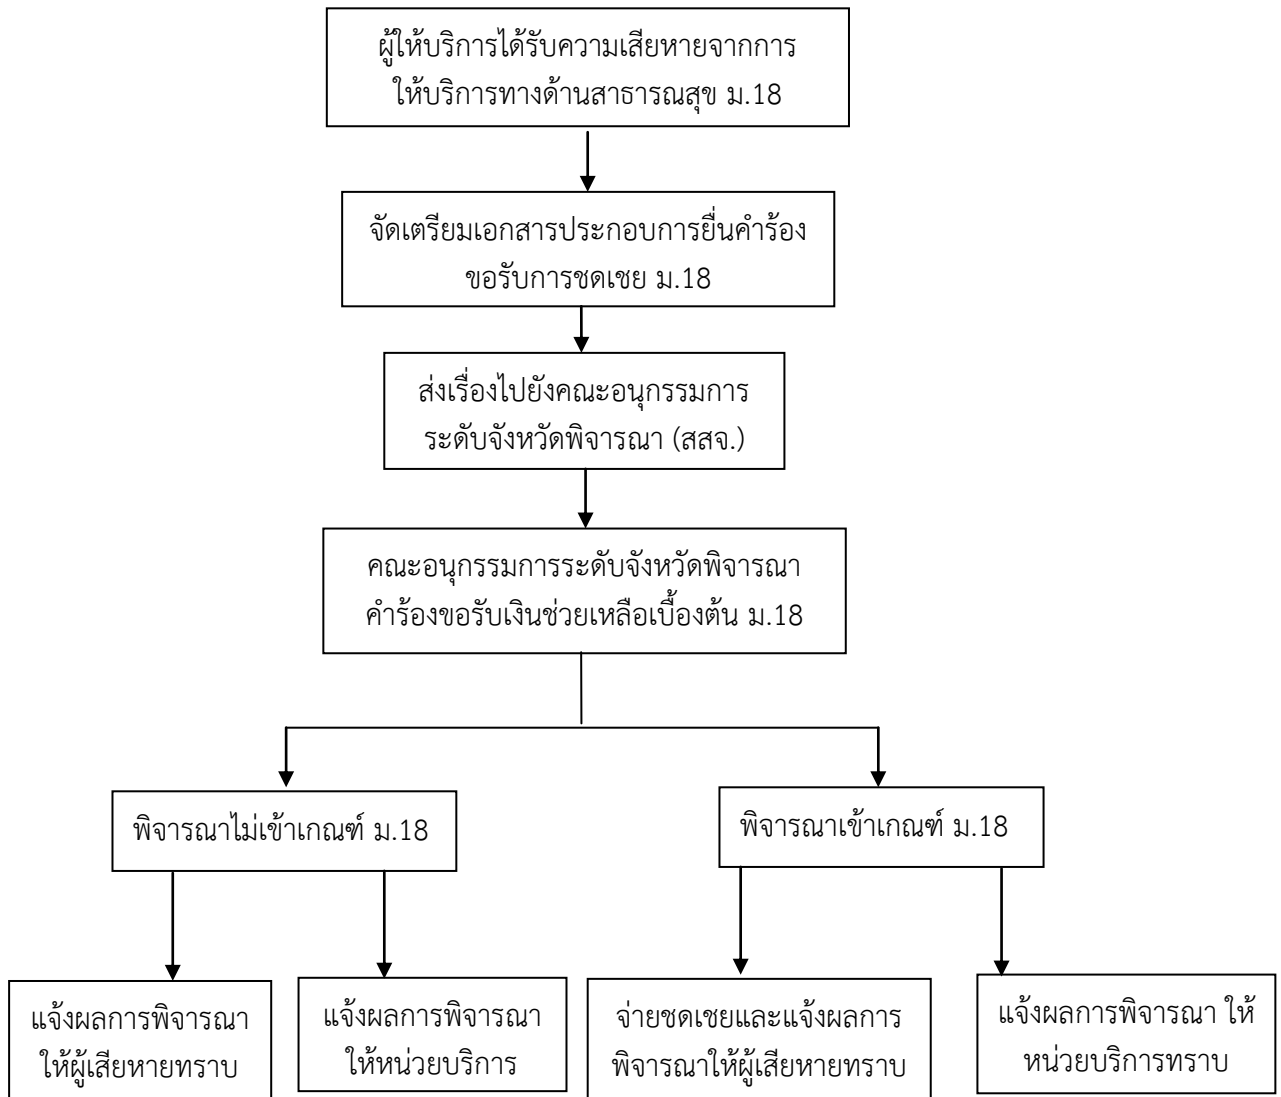 ผู้ให้บริการได้รับความเสียหายจากการ
ให้บริการทางด้านสาธารณสุข ม.18
จัดเตรียมเอกสารประกอบการยื่นคำร้อง
ขอรับการชดเชย ม.18
ส่งเรื่องไปยังคณะอนุกรรมการ
ระดับจังหวัดพิจารณา (สสจ.)
คณะอนุกรรมการระดับจังหวัดพิจารณา
คำร้องขอรับเงินช่วยเหลือเบื้องต้น ม.18
พิจารณาไม่เข้าเกณฑ์ ม.18
พิจารณาเข้าเกณฑ์ ม.18
แจ้งผลการพิจารณา
ให้ผู้เสียหายทราบ
แจ้งผลการพิจารณา
ให้หน่วยบริการ
จ่ายชดเชยและแจ้งผลการ
พิจารณาให้ผู้เสียหายทราบ
แจ้งผลการพิจารณา ให้
หน่วยบริการทราบ